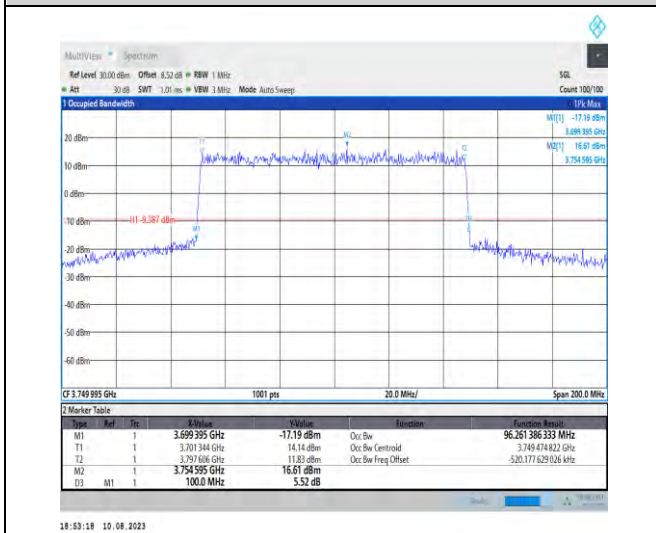 MultiView Spectrum
Ref Level 30.00 dBm Offset 8.52 dB RBW 1 MHz SGL
Att 30 dB SWT 1.01 ms VBW 3 MHz Mode Auto Sweep Count 100/100
1 Occupied Bandwidth 1Pk Max
M1[1] -17.19 dBm
3.699 395 GHz
M2[1] 16.61 dBm
3.754 595 GHz
20 dBm
T1 M2 T2
10 dBm
0 dBm
-10 dBm H1 -9.387 dBm
M1
-20 dBm
-30 dBm
-40 dBm
-50 dBm
-60 dBm
CF 3.749 995 GHz 1001 pts 20.0 MHz/ Span 200.0 MHz
2 Marker Table
Type Ref Trc X-Value Y-Value Function Function Result
M1 1 3.699 395 GHz -17.19 dBm Occ Bw 96.261 386 333 MHz
T1 1 3.701 344 GHz 14.14 dBm Occ Bw Centroid 3.749 474 822 GHz
T2 1 3.797 606 GHz 11.83 dBm Occ Bw Freq Offset -520.177 629 026 kHz
M2 1 3.754 595 GHz 16.61 dBm
D3 M1 1 100.0 MHz 5.52 dB
18:53:18 10.08.2023